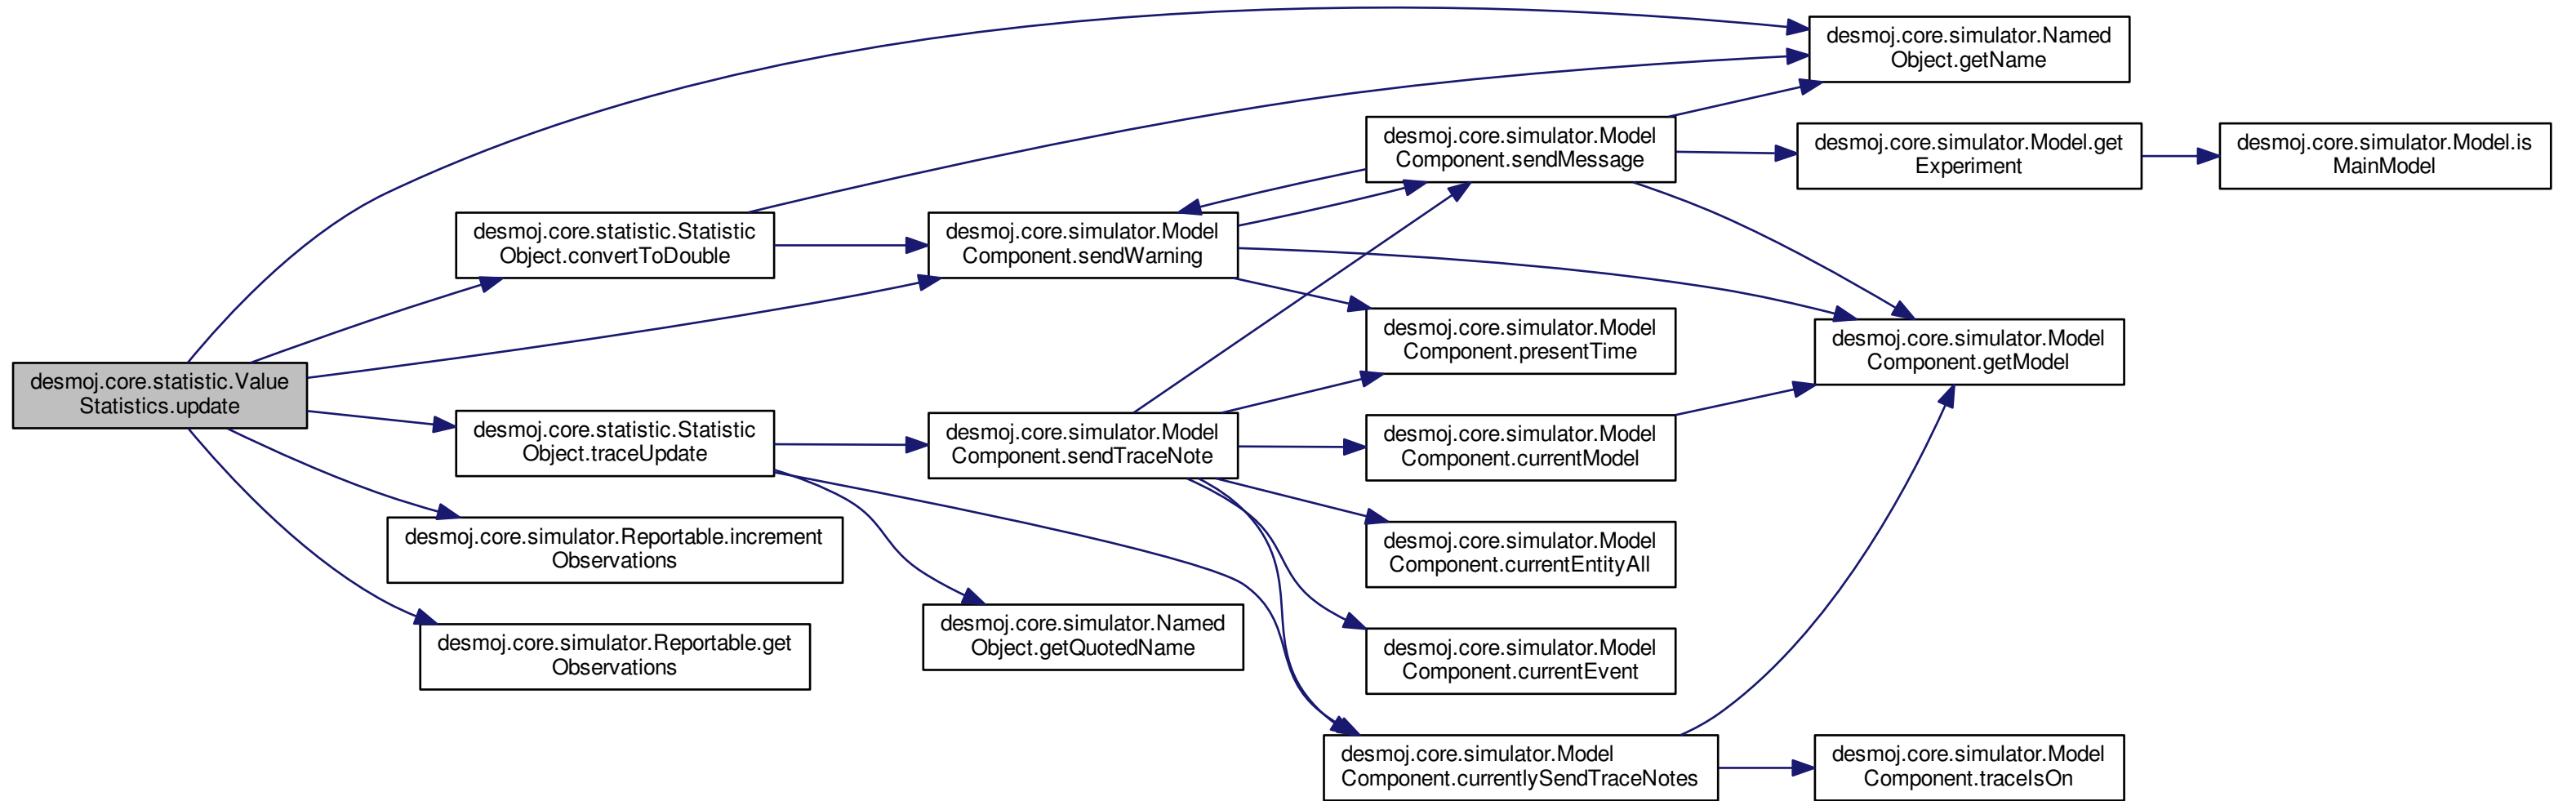 desmoj.core.simulator.Named
Object.getName
desmoj.core.simulator.Model
Component.sendMessage
desmoj.core.simulator.Model.get
Experiment
desmoj.core.simulator.Model.is
MainModel
desmoj.core.statistic.Statistic
Object.convertToDouble
desmoj.core.simulator.Model
Component.sendWarning
desmoj.core.simulator.Model
Component.presentTime
desmoj.core.simulator.Model
Component.getModel
desmoj.core.statistic.Value
Statistics.update
desmoj.core.statistic.Statistic
Object.traceUpdate
desmoj.core.simulator.Model
Component.sendTraceNote
desmoj.core.simulator.Model
Component.currentModel
desmoj.core.simulator.Reportable.increment
Observations
desmoj.core.simulator.Model
Component.currentEntityAll
desmoj.core.simulator.Reportable.get
Observations
desmoj.core.simulator.Named
Object.getQuotedName
desmoj.core.simulator.Model
Component.currentEvent
desmoj.core.simulator.Model
Component.currentlySendTraceNotes
desmoj.core.simulator.Model
Component.traceIsOn